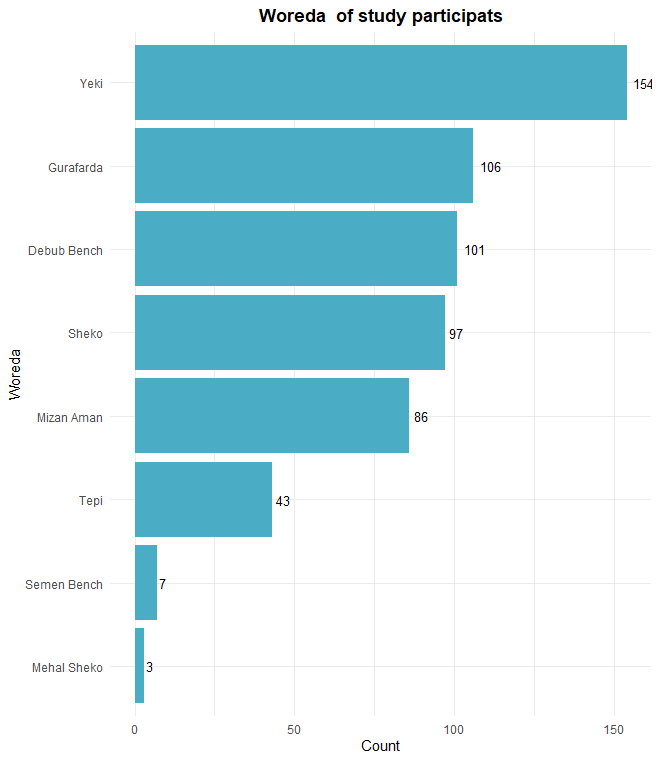 Woreda  of study participats
Yeki
154
Gurafarda
106
Debub Bench
101
Sheko
97
Woreda
Mizan Aman
86
Tepi
43
Semen Bench
7
Mehal Sheko
3
0
50
100
150
Count